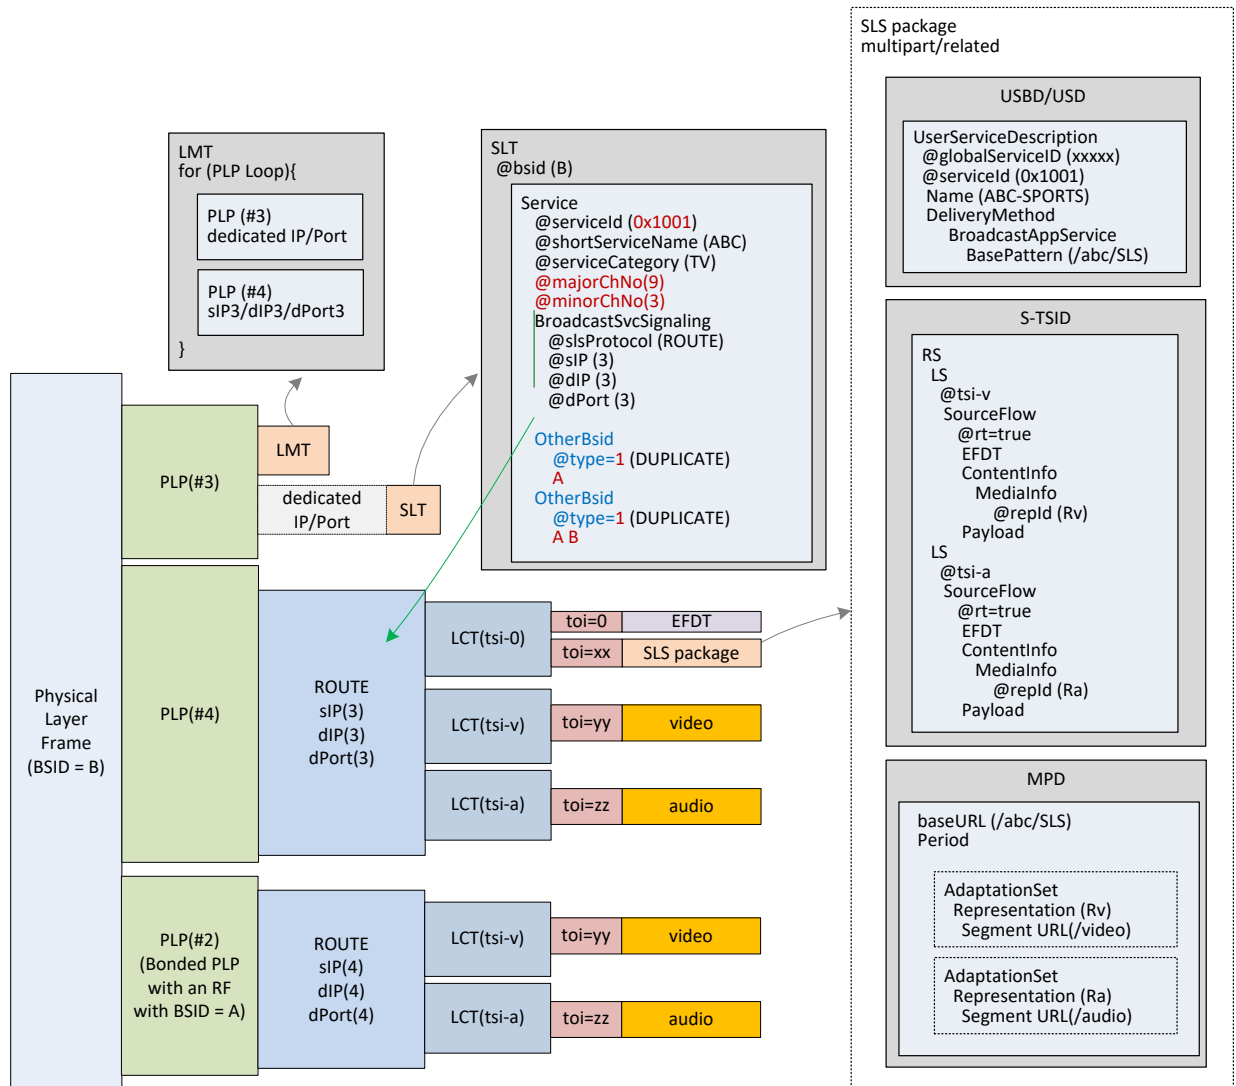 LMT
for (PLP Loop){
PLP (#3)
dedicated IP/Port
PLP (#4)
sIP3/dIP3/dPort3
}
SLT
@bsid (B)
Service
@serviceId (0x1001)
@shortServiceName (ABC)
@serviceCategory (TV)
@majorChNo(9)
@minorChNo(3)
BroadcastSvcSignaling
@slsProtocol (ROUTE)
@sIP (3)
@dIP (3)
@dPort (3)
OtherBsid
@type=1 (DUPLICATE)
A
OtherBsid
@type=1 (DUPLICATE)
A B
Physical
Layer
Frame
(BSID = B)
PLP(#3)
LMT
dedicated
IP/Port
SLT
PLP(#4)
ROUTE
sIP(3)
dIP(3)
dPort(3)
LCT(tsi-0)
toi=0
EFDT
toi=xx
SLS package
LCT(tsi-v)
toi=yy
video
LCT(tsi-a)
toi=zz
audio
PLP(#2)
(Bonded PLP
with an RF
with BSID = A)
ROUTE
sIP(4)
dIP(4)
dPort(4)
LCT(tsi-v)
toi=yy
video
LCT(tsi-a)
toi=zz
audio
SLS package
multipart/related
USBD/USD
UserServiceDescription
@globalServiceID (xxxxx)
@serviceId (0x1001)
Name (ABC-SPORTS)
DeliveryMethod
BroadcastAppService
BasePattern (/abc/SLS)
S-TSID
RS
LS
@tsi-v
SourceFlow
@rt=true
EFDT
ContentInfo
MediaInfo
@repId (Rv)
Payload
LS
@tsi-a
SourceFlow
@rt=true
EFDT
ContentInfo
MediaInfo
@repId (Ra)
Payload
MPD
baseURL (/abc/SLS)
Period
AdaptationSet
Representation (Rv)
Segment URL(/video)
AdaptationSet
Representation (Ra)
Segment URL(/audio)